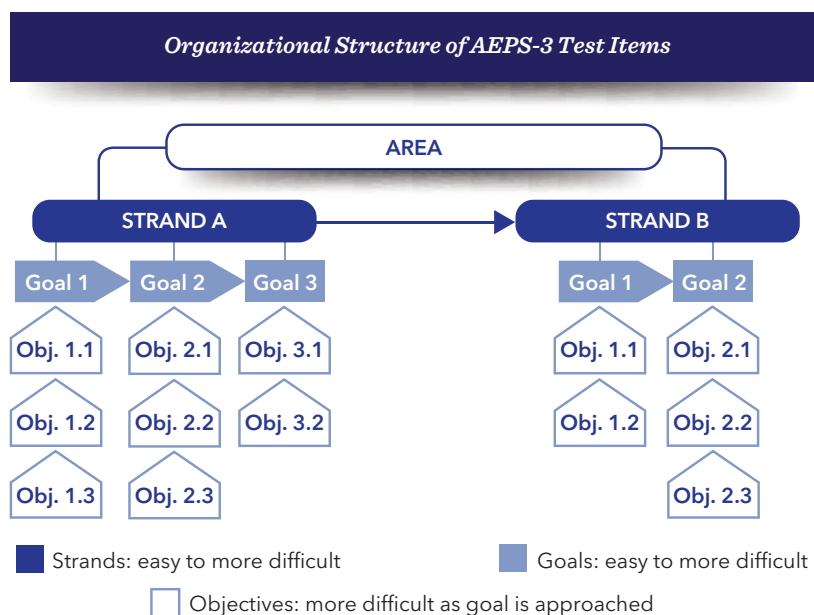 Organizational Structure of AEPS-3 Test Items
AREA
STRAND A
STRAND B
Goal 1
Goal 2
Goal 3
Goal 1
Goal 2
Obj. 1.1
Obj. 2.1
Obj. 3.1
Obj. 1.1
Obj. 2.1
Obj. 1.2
Obj. 2.2
Obj. 3.2
Obj. 1.2
Obj. 2.2
Obj. 1.3
Obj. 2.3
Obj. 2.3
Strands: easy to more difficult
Goals: easy to more difficult
Objectives: more difficult as goal is approached